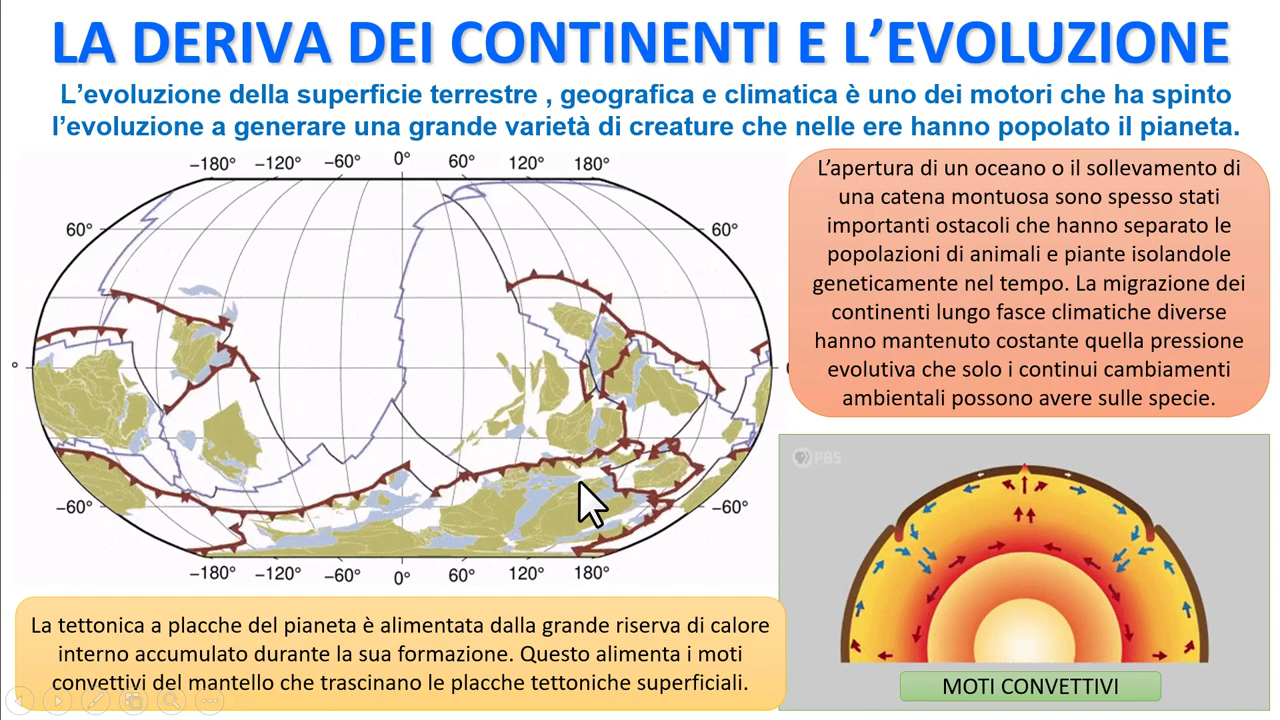 LA DERIVA DEI CONTINENTI E L’EVOLUZIONE
L’evoluzione della superficie terrestre , geografica e climatica è uno dei motori che ha spinto
l’evoluzione a generare una grande varietà di creature che nelle ere hanno popolato il pianeta.
−180° −120° −60° 0° 60° 120° 180°
60° 60°
°
−60° −60°
−180° −120° −60° 0° 60° 120° 180°
L’apertura di un oceano o il sollevamento di
una catena montuosa sono spesso stati
importanti ostacoli che hanno separato le
popolazioni di animali e piante isolandole
geneticamente nel tempo. La migrazione dei
continenti lungo fasce climatiche diverse
hanno mantenuto costante quella pressione
evolutiva che solo i continui cambiamenti
ambientali possono avere sulle specie.
PBS
MOTI CONVETTIVI
La tettonica a placche del pianeta è alimentata dalla grande riserva di calore
interno accumulato durante la sua formazione. Questo alimenta i moti
convettivi del mantello che trascinano le placche tettoniche superficiali.